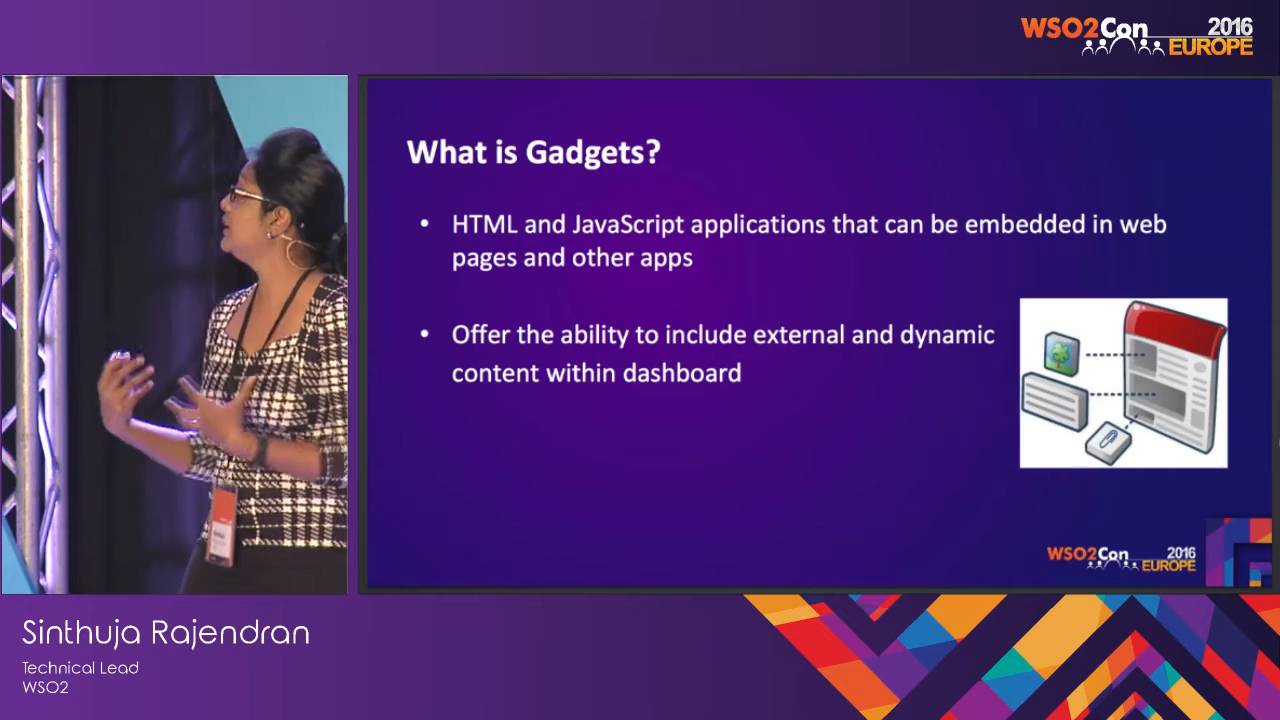 WSO2Con 2016
EUROPE
What is Gadgets?
• HTML and JavaScript applications that can be embedded in web
pages and other apps
• Offer the ability to include external and dynamic
content within dashboard
WSO2Con 2016
EUROPE
Sinthuja Rajendran
Technical Lead
WSO2